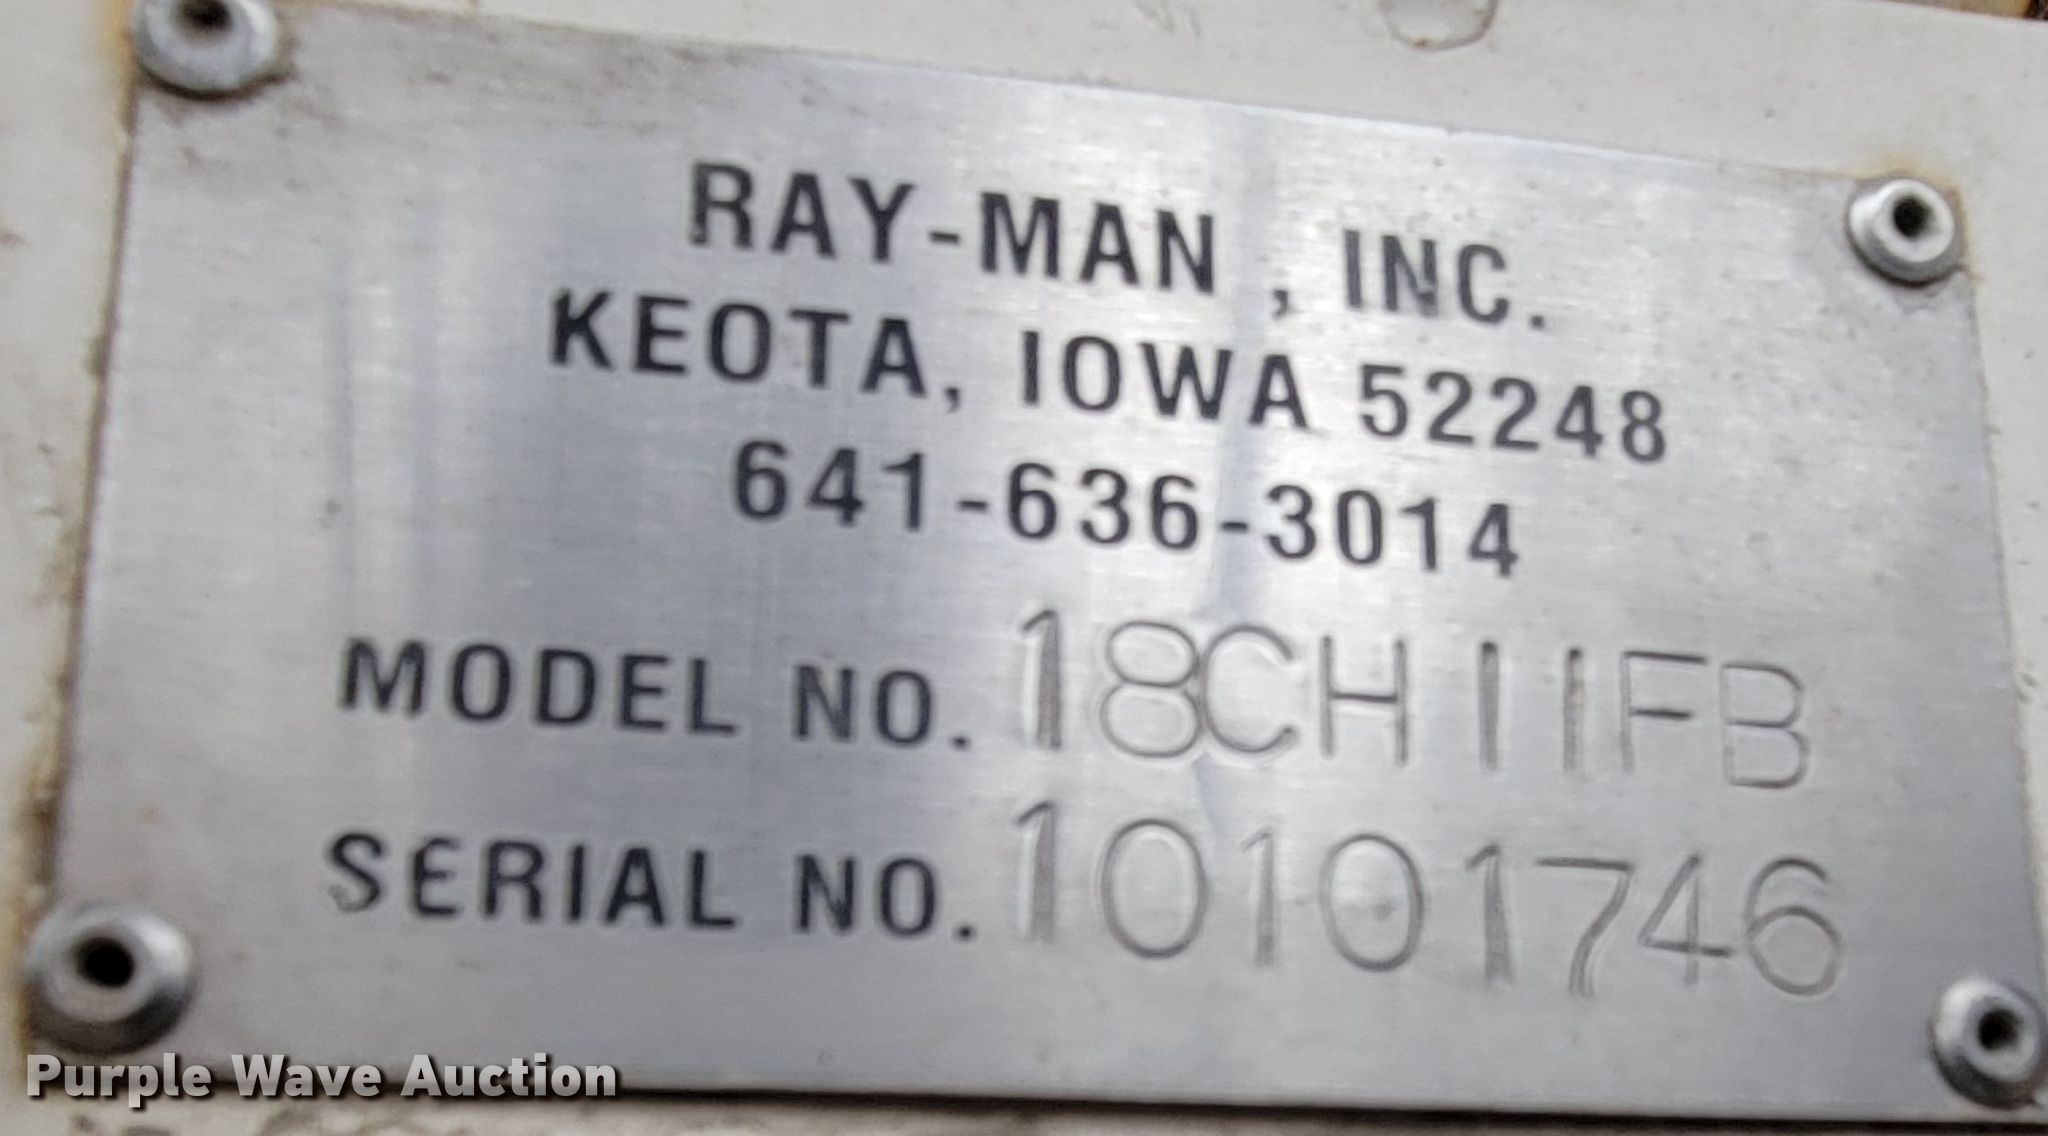 RAY-MAN, INC.
KEOTA, IOWA 52248
641-636-3014
MODEL NO. 18CH11FB
SERIAL NO. 10101746
Purple Wave Auction